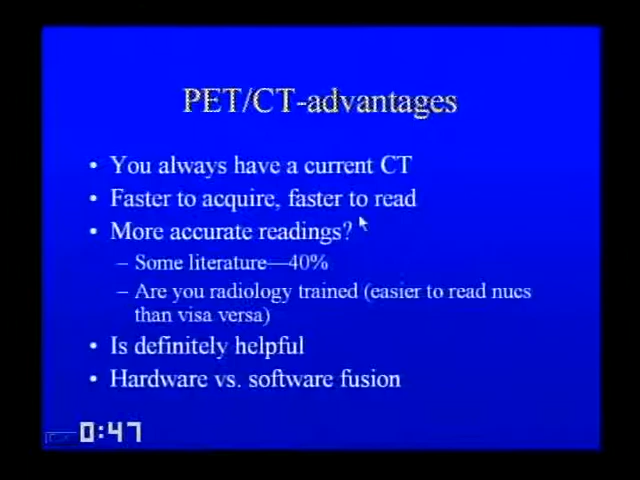 PET/CT-advantages
• You always have a current CT
• Faster to acquire, faster to read
• More accurate readings?
– Some literature—40%
– Are you radiology trained (easier to read nucs
than visa versa)
• Is definitely helpful
• Hardware vs. software fusion
0:47